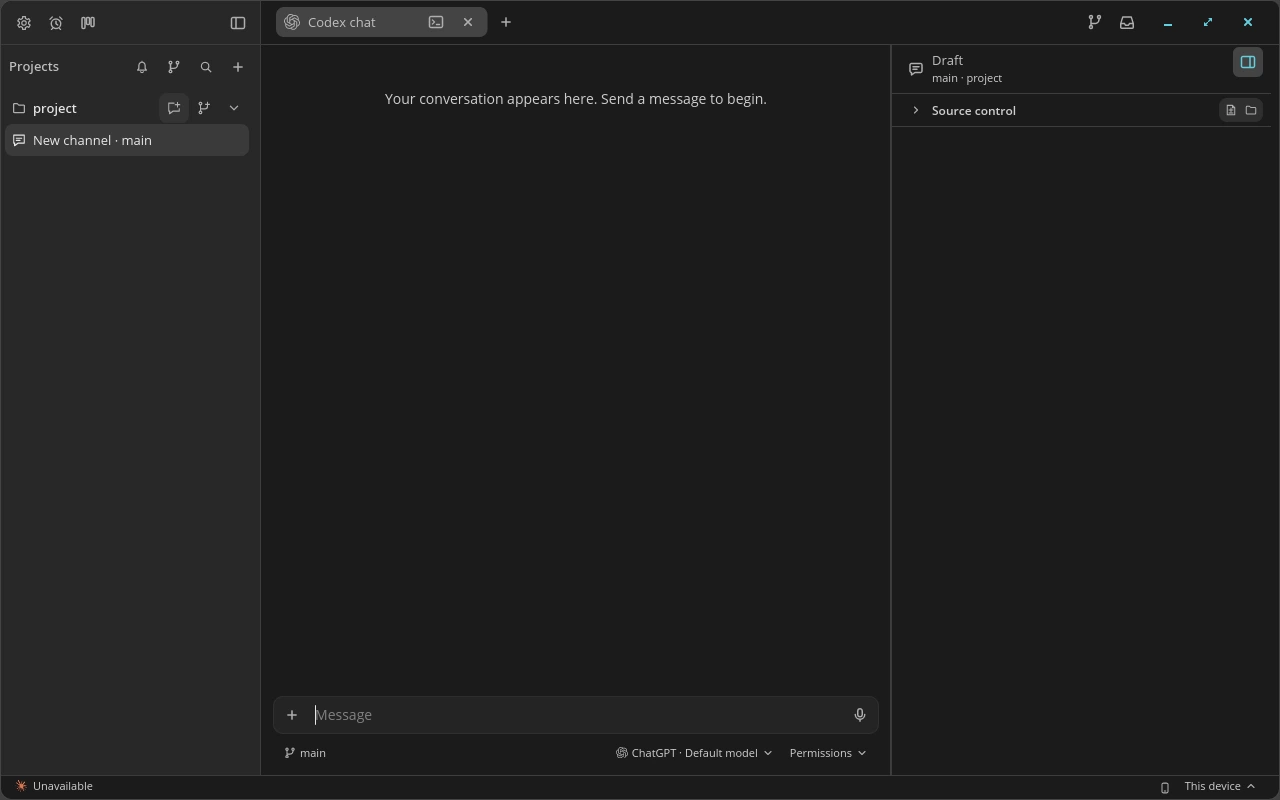 Codex chat
Projects
project
New channel · main
Your conversation appears here. Send a message to begin.
Draft
main · project
Source control
Message
main
ChatGPT · Default model
Permissions
Unavailable
This device